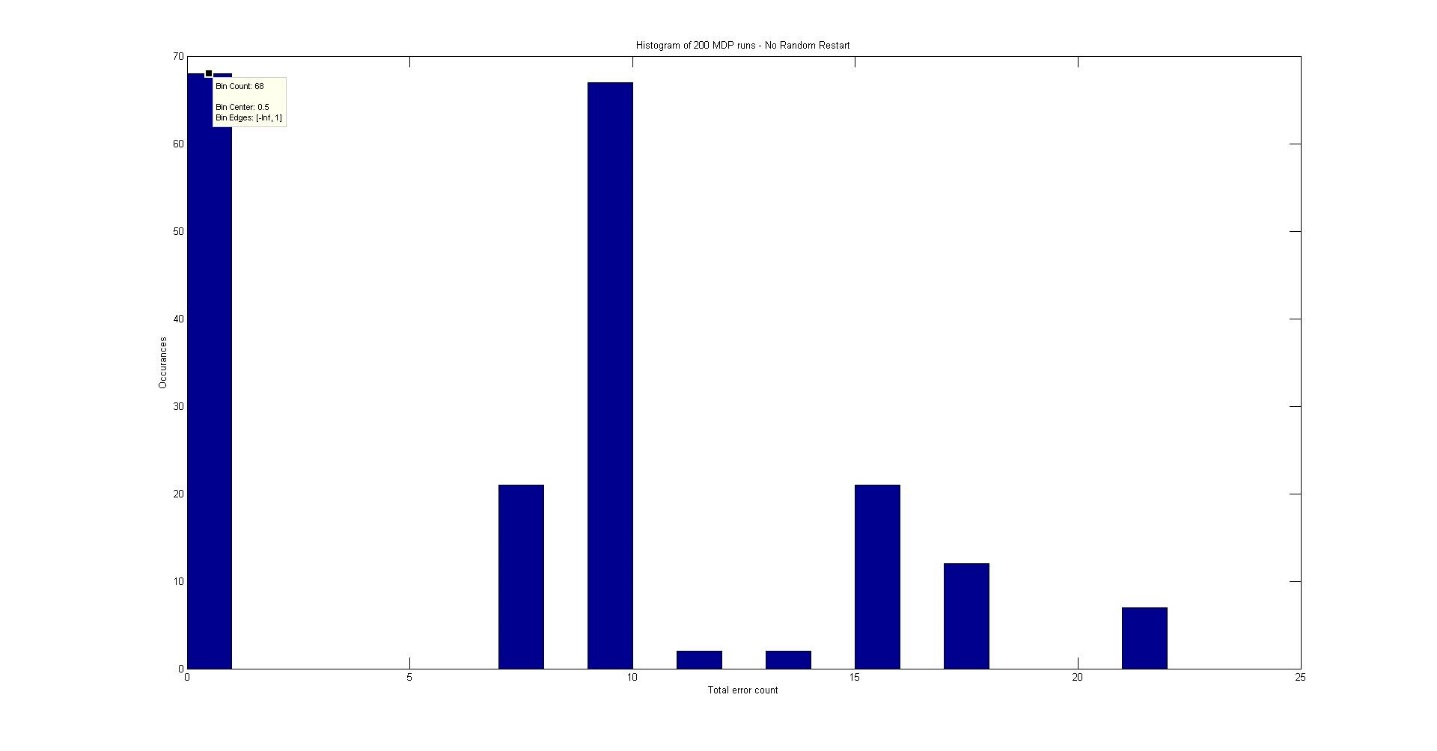 Histogram of 200 MDP runs - No Random Restart
70
60
50
40
30
20
10
0
Bin Count: 68
Bin Center: 0.5
Bin Edges: [-Inf, 1]
Occurances
0 5 10 15 20 25
Total error count